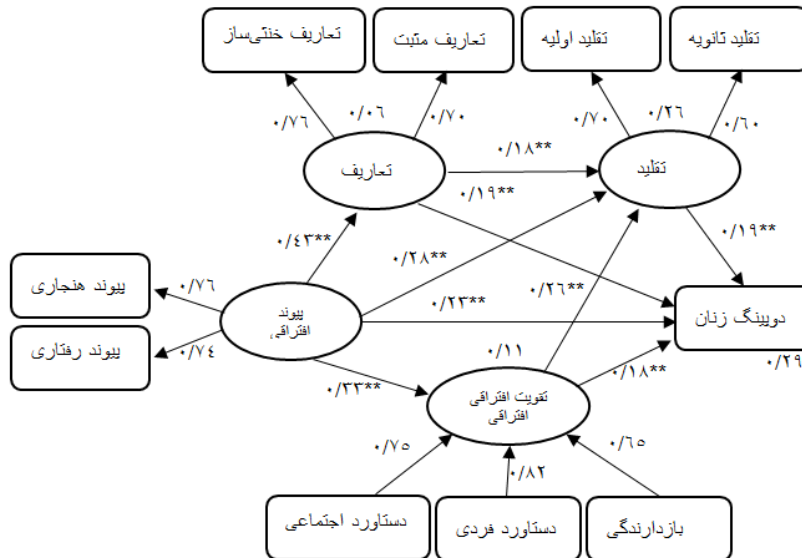 تعاریف خنثی‌ساز
تعاریف مثبت
تقلید اولیه
تقلید ثانویه
۰/۷۶
۰/۰۶
۰/۷۰
۰/۷۰
۰/۲۶
۰/۶۰
تعاریف
۰/۱۸**
تقلید
۰/۱۹**
۰/۴۳**
۰/۲۸**
۰/۱۹**
پیوند هنجاری
۰/۷۶
۰/۲۶**
پیوند
افتراقی
۰/۲۳**
دوپینگ زنان
پیوند رفتاری
۰/۷۴
۰/۱۱
۰/۲۹
۰/۳۳**
۰/۱۸**
تقویت افتراقی
افتراقی
۰/۷۵
۰/۸۲
۰/۶۵
دستاورد اجتماعی
دستاورد فردی
بازدارندگی